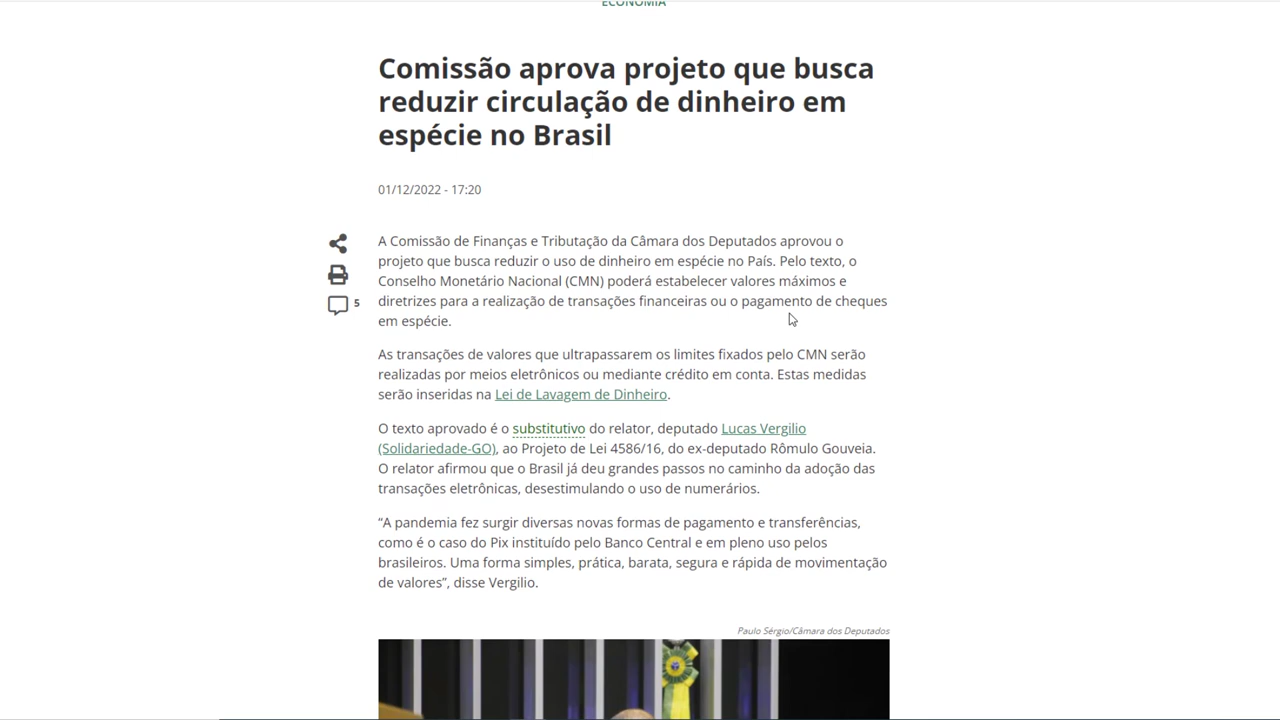 ECONOMIA
Comissão aprova projeto que busca
reduzir circulação de dinheiro em
espécie no Brasil
01/12/2022 - 17:20
A Comissão de Finanças e Tributação da Câmara dos Deputados aprovou o
projeto que busca reduzir o uso de dinheiro em espécie no País. Pelo texto, o
Conselho Monetário Nacional (CMN) poderá estabelecer valores máximos e
diretrizes para a realização de transações financeiras ou o pagamento de cheques
em espécie.
5
As transações de valores que ultrapassarem os limites fixados pelo CMN serão
realizadas por meios eletrônicos ou mediante crédito em conta. Estas medidas
serão inseridas na Lei de Lavagem de Dinheiro.
O texto aprovado é o substitutivo do relator, deputado Lucas Vergilio
(Solidariedade-GO), ao Projeto de Lei 4586/16, do ex-deputado Rômulo Gouveia.
O relator afirmou que o Brasil já deu grandes passos no caminho da adoção das
transações eletrônicas, desestimulando o uso de numerários.
“A pandemia fez surgir diversas novas formas de pagamento e transferências,
como é o caso do Pix instituído pelo Banco Central e em pleno uso pelos
brasileiros. Uma forma simples, prática, barata, segura e rápida de movimentação
de valores”, disse Vergilio.
Paulo Sérgio/Câmara dos Deputados